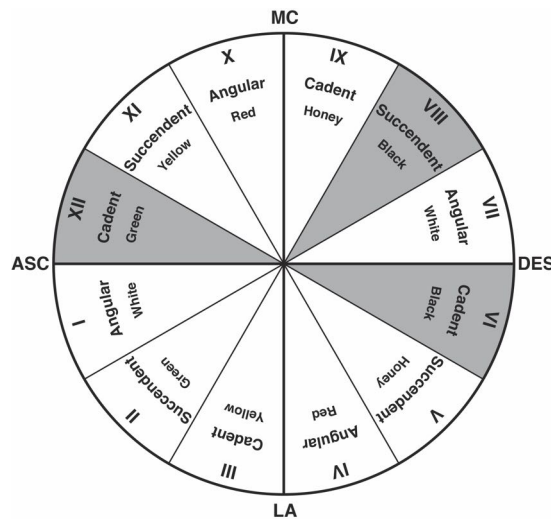 MC
X
Angular
Red
IX
Cadent
Honey
XI
Succendent
Yellow
VIII
Succendent
Black
XII
Cadent
Green
VII
Angular
White
ASC
DES
I
Angular
White
VI
Cadent
Black
II
Succendent
Green
V
Succendent
Honey
III
Cadent
Yellow
IV
Angular
Red
LA